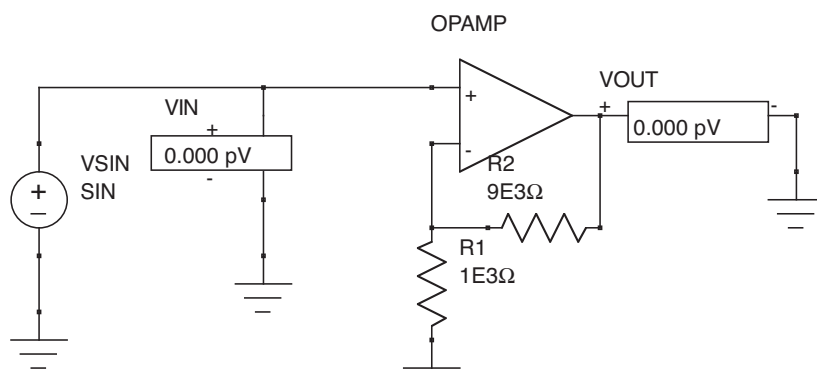 OPAMP
VIN
+
0.000 pV
-
VSIN
SIN
+
-
+
-
VOUT
+
0.000 pV
-
R2
9E3Ω
R1
1E3Ω